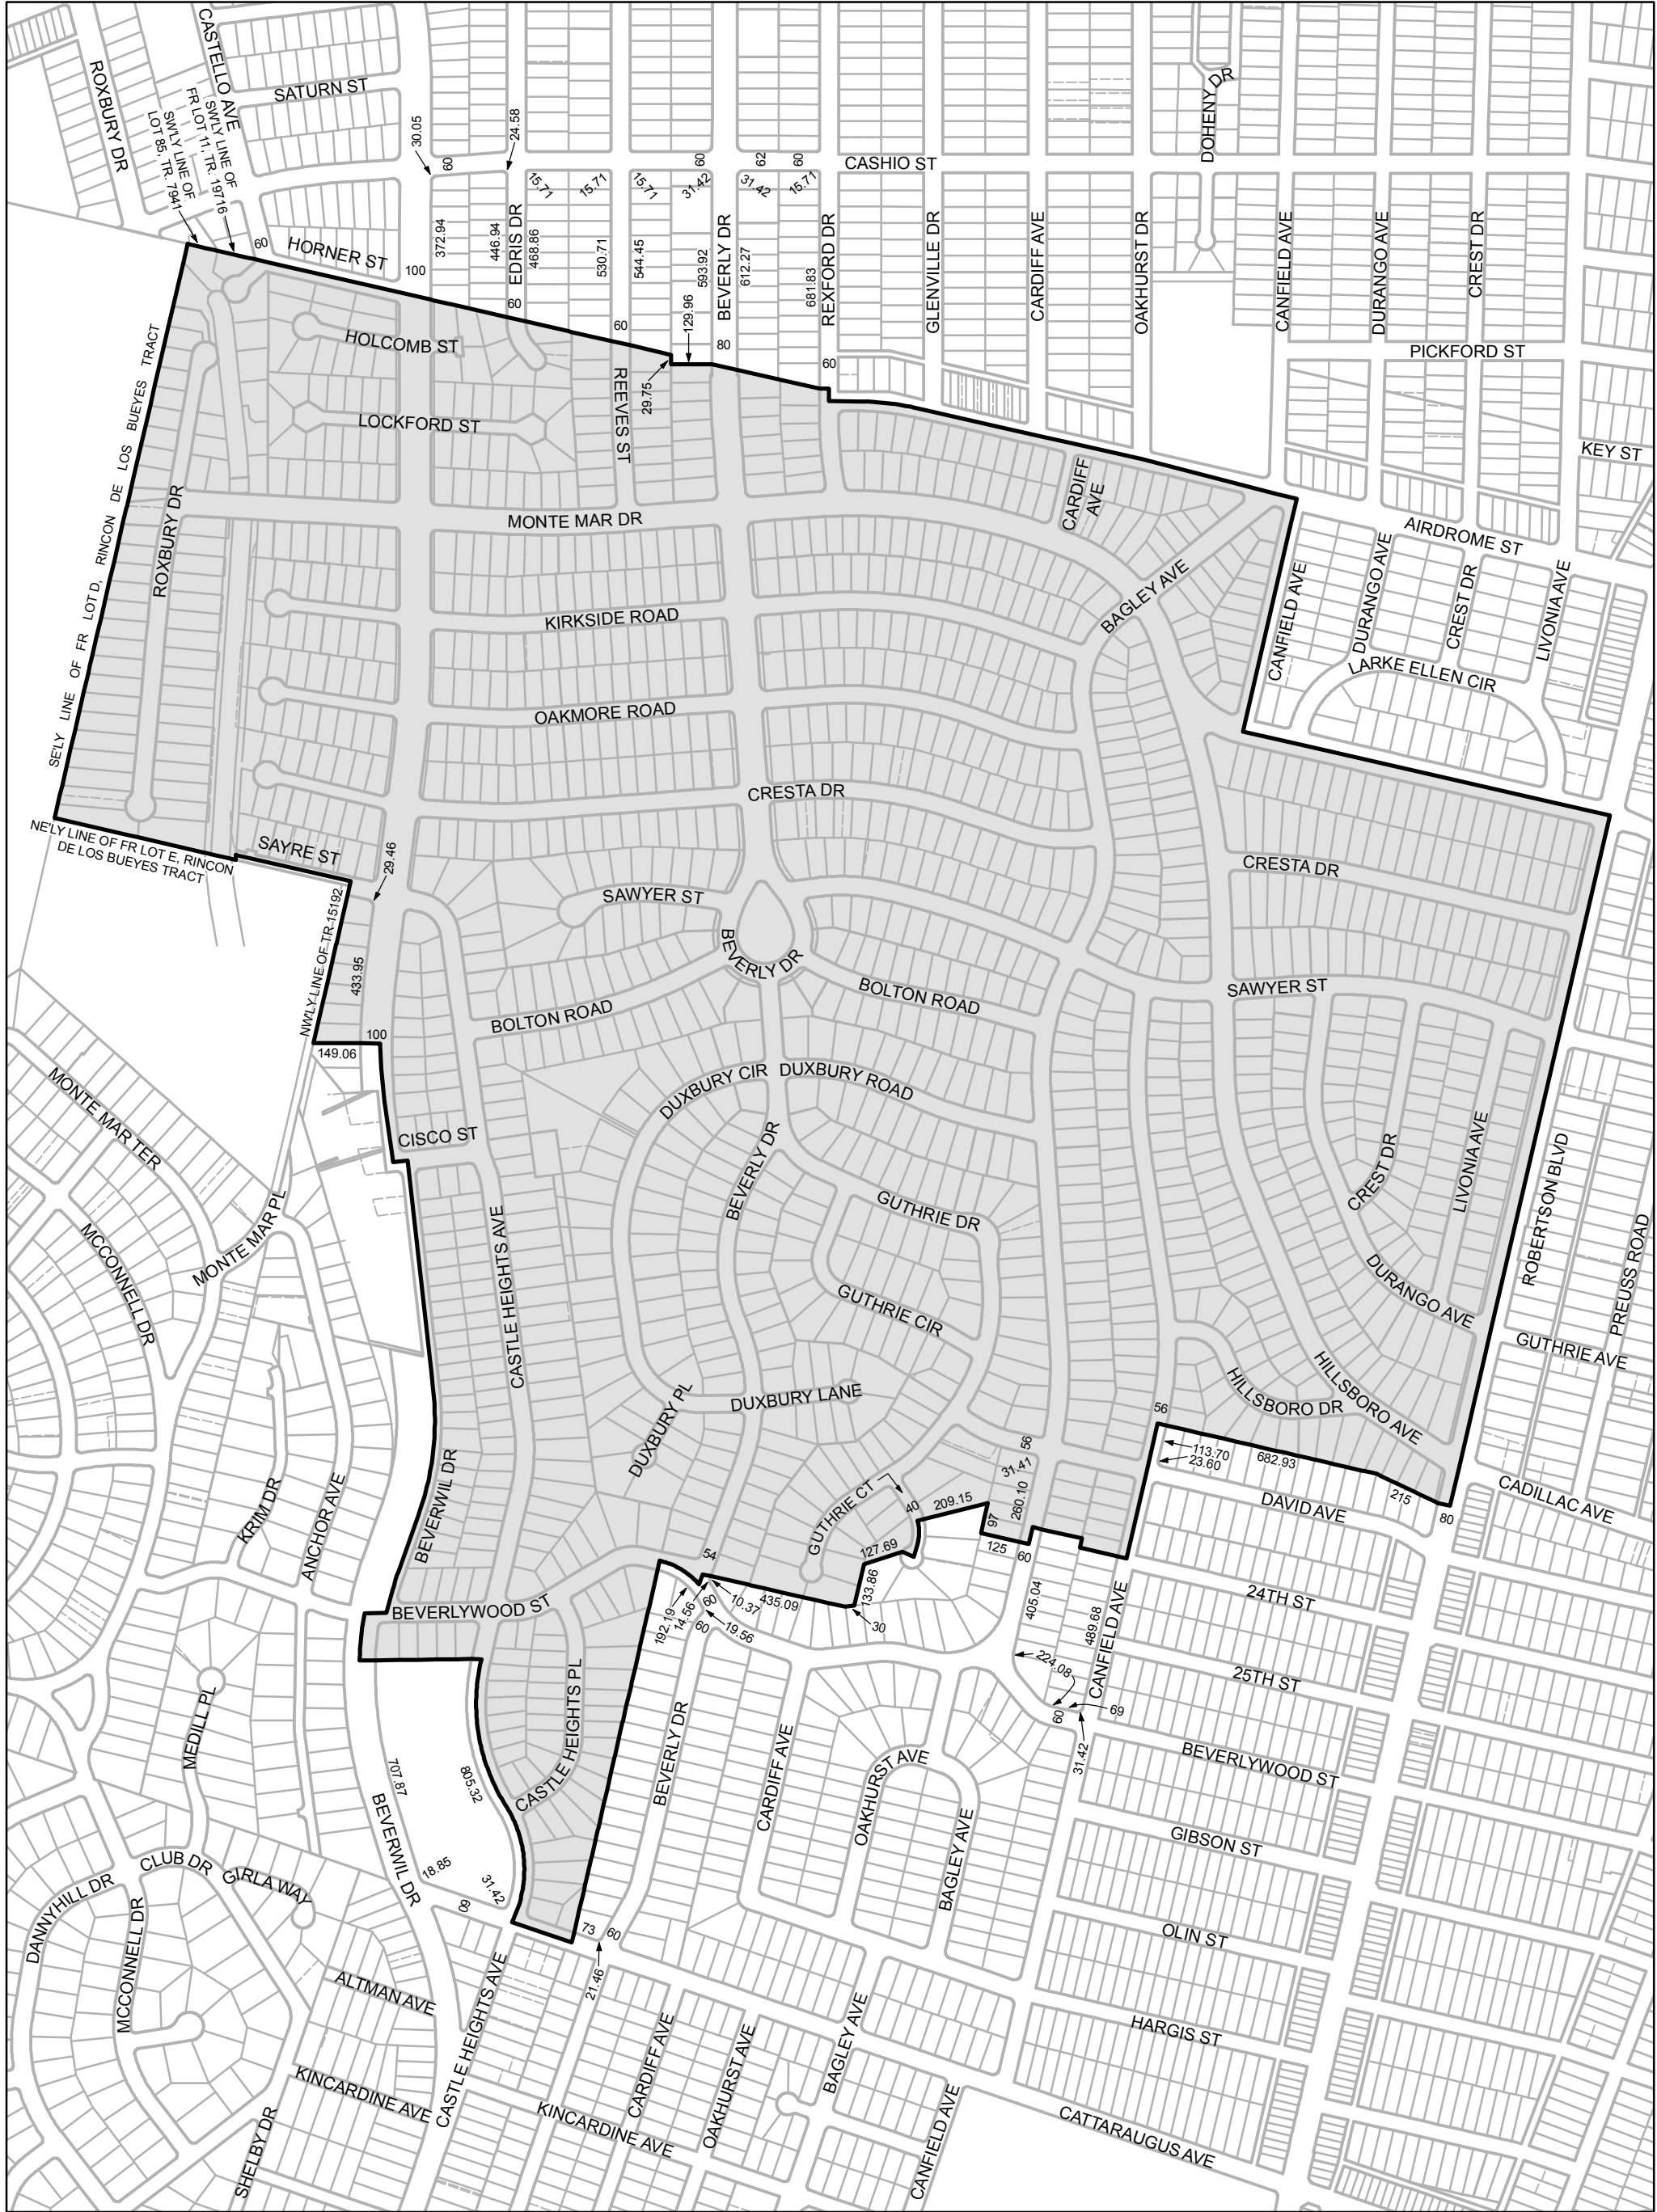 CASTELLO AVE
ROXBURY DR
SATURN ST
SWLY LINE OF
FR LOT 11, TR. 19716
SWLY LINE OF
LOT 85, TR. 7941
30.05
60
24.58
DOHENY DR
CASHIO ST
60
62
60
15.71
15.71
15.71
31.42
31.42
15.71
372.94
446.94
EDRIS DR
468.86
530.71
544.45
593.92
BEVERLY DR
612.27
681.83
REXFORD DR
GLENVILLE DR
CARDIFF AVE
OAKHURST DR
CANFIELD AVE
DURANGO AVE
CREST DR
60
HORNER ST
100
60
60
129.96
80
60
29.75
PICKFORD ST
HOLCOMB ST
LOCKFORD ST
REEVES ST
KEY ST
SE'LY LINE OF FR LOT D, RINCON DE LOS BUEYES TRACT
ROXBURY DR
MONTE MAR DR
CARDIFF
AVE
AIRDROME ST
BAGLEY AVE
CANFIELD AVE
DURANGO AVE
CREST DR
LIVONIA AVE
LARKE ELLEN CIR
KIRKSIDE ROAD
OAKMORE ROAD
CRESTA DR
NE'LY LINE OF FR LOT E, RINCON
DE LOS BUEYES TRACT
SAYRE ST
29.46
CRESTA DR
SAWYER ST
BEVERLY DR
NWLY LINE OF TR.15192
433.95
BOLTON ROAD
BOLTON ROAD
SAWYER ST
100
149.06
MONTE MAR TER
DUXBURY CIR
DUXBURY ROAD
CISCO ST
BEVERLY DR
CREST DR
LIVONIA AVE
ROBERTSON BLVD
PREUSS ROAD
MCCONNELL DR
MONTE MAR PL
CASTLE HEIGHTS AVE
GUTHRIE DR
GUTHRIE CIR
DURANGO AVE
GUTHRIE AVE
DUXBURY LANE
DUXBURY PL
HILLSBORO DR
HILLSBORO AVE
56
113.70
23.60
682.93
215
80
CADILLAC AVE
DAVID AVE
56
31.41
260.10
GUTHRIE CT
40
209.15
97
125
60
KRIM DR
ANCHOR AVE
BEVERWIL DR
54
127.69
133.86
30
435.09
10.37
60
14.56
192.19
60
19.56
BEVERLYWOOD ST
405.04
489.68
CANFIELD AVE
24TH ST
224.08
69
60
31.42
25TH ST
BEVERLYWOOD ST
MEDILL PL
CASTLE HEIGHTS PL
BEVERLY DR
CARDIFF AVE
OAKHURST AVE
BAGLEY AVE
GIBSON ST
707.87
805.32
BEVERWIL DR
CLUB DR
GIRLA WAY
18.85
31.42
60
DANNYHILL DR
MCCONNELL DR
73
60
21.46
OLIN ST
ALTMAN AVE
CASTLE HEIGHTS AVE
CARDIFF AVE
OAKHURST AVE
BAGLEY AVE
HARGIS ST
KINCARDINE AVE
KINCARDINE AVE
SHELBY DR
CANFIELD AVE
CATTARAUGUS AVE